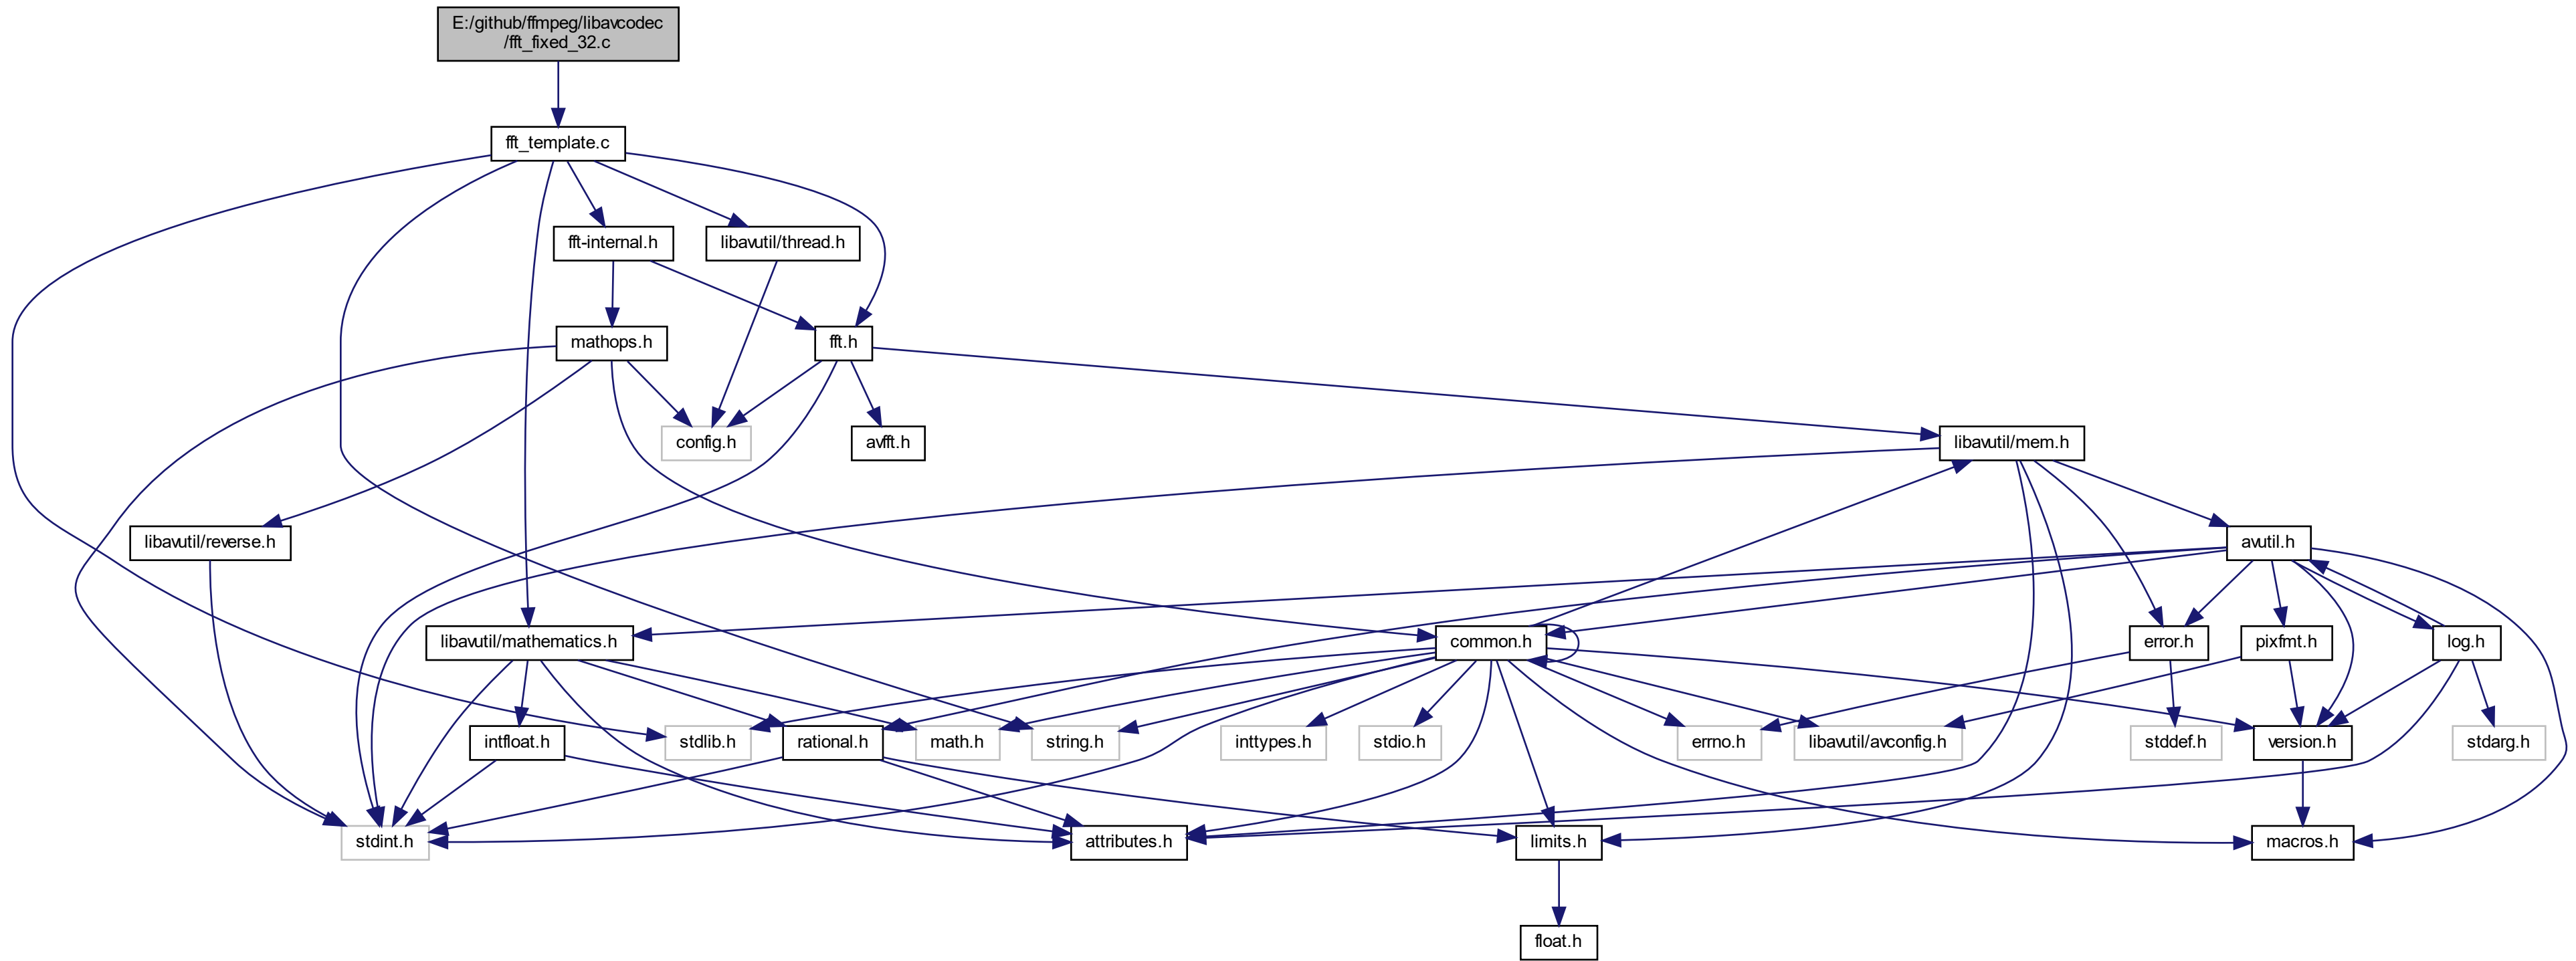 E:/github/ffmpeg/libavcodec
/fft_fixed_32.c
fft_template.c
fft-internal.h
libavutil/thread.h
mathops.h
fft.h
config.h
avfft.h
libavutil/mem.h
libavutil/reverse.h
avutil.h
libavutil/mathematics.h
common.h
error.h
pixfmt.h
log.h
intfloat.h
stdlib.h
rational.h
math.h
string.h
inttypes.h
stdio.h
errno.h
libavutil/avconfig.h
stddef.h
version.h
stdarg.h
stdint.h
attributes.h
limits.h
macros.h
float.h